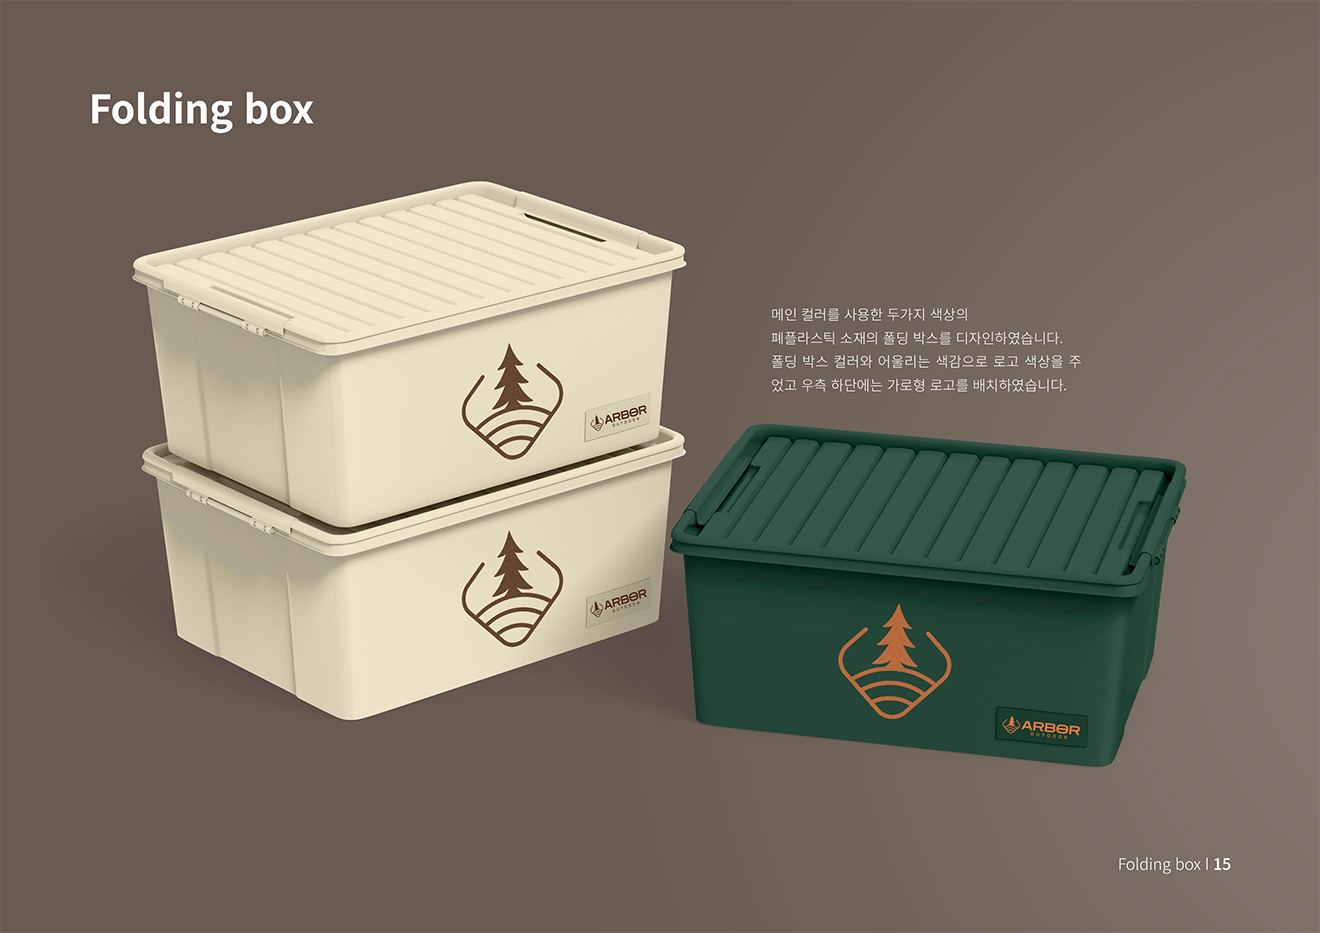 Folding box
메인 컬러를 사용한 두가지 색상의
폐플라스틱 소재의 폴딩 박스를 디자인하였습니다.
폴딩 박스 컬러와 어울리는 색감으로 로고 색상을 주
었고 우측 하단에는 가로형 로고를 배치하였습니다.
ARBOR
OUTDOOR
ARBOR
OUTDOOR
ARBOR
OUTDOOR
Folding box | 15